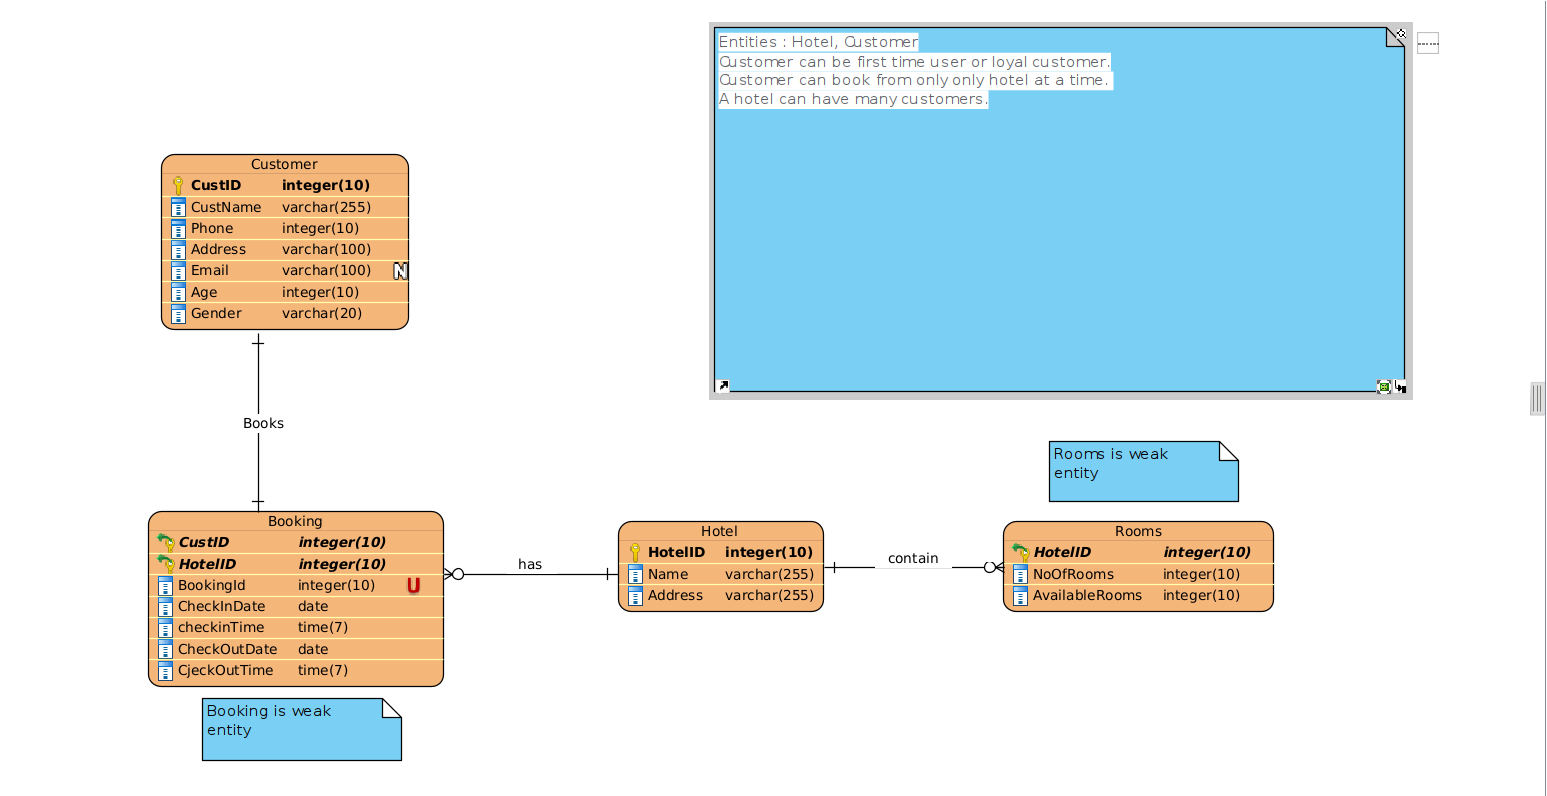 Entities : Hotel, Customer
Customer can be first time user or loyal customer.
Customer can book from only only hotel at a time.
A hotel can have many customers.
Customer
CustID integer(10)
CustName varchar(255)
Phone integer(10)
Address varchar(100)
Email varchar(100) N
Age integer(10)
Gender varchar(20)
Books
Rooms is weak
entity
Booking
CustID integer(10)
HotelID integer(10)
BookingId integer(10) U
CheckInDate date
checkinTime time(7)
CheckOutDate date
CjeckOutTime time(7)
has
Hotel
HotelID integer(10)
Name varchar(255)
Address varchar(255)
contain
Rooms
HotelID integer(10)
NoOfRooms integer(10)
AvailableRooms integer(10)
Booking is weak
entity